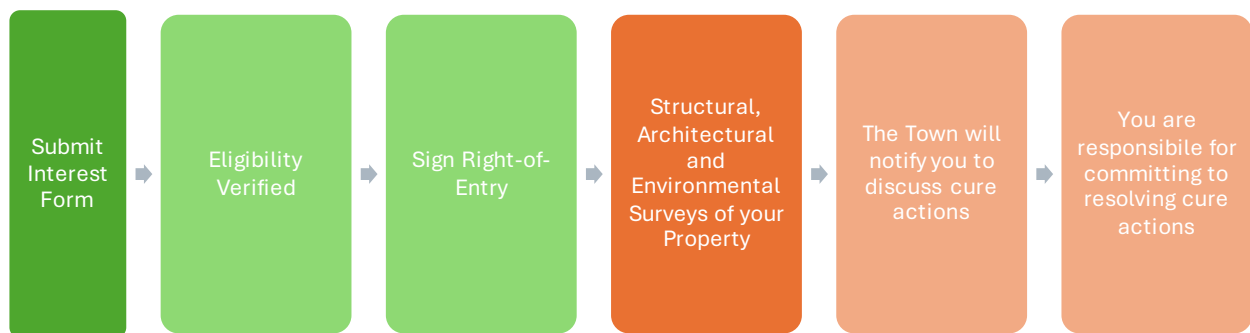 Submit
Interest
Form
Eligibility
Verified
Sign Right-of-
Entry
Structural,
Architectural
and
Environmental
Surveys of your
Property
The Town will
notify you to
discuss cure
actions
You are
responsibile for
committing to
resolving cure
actions